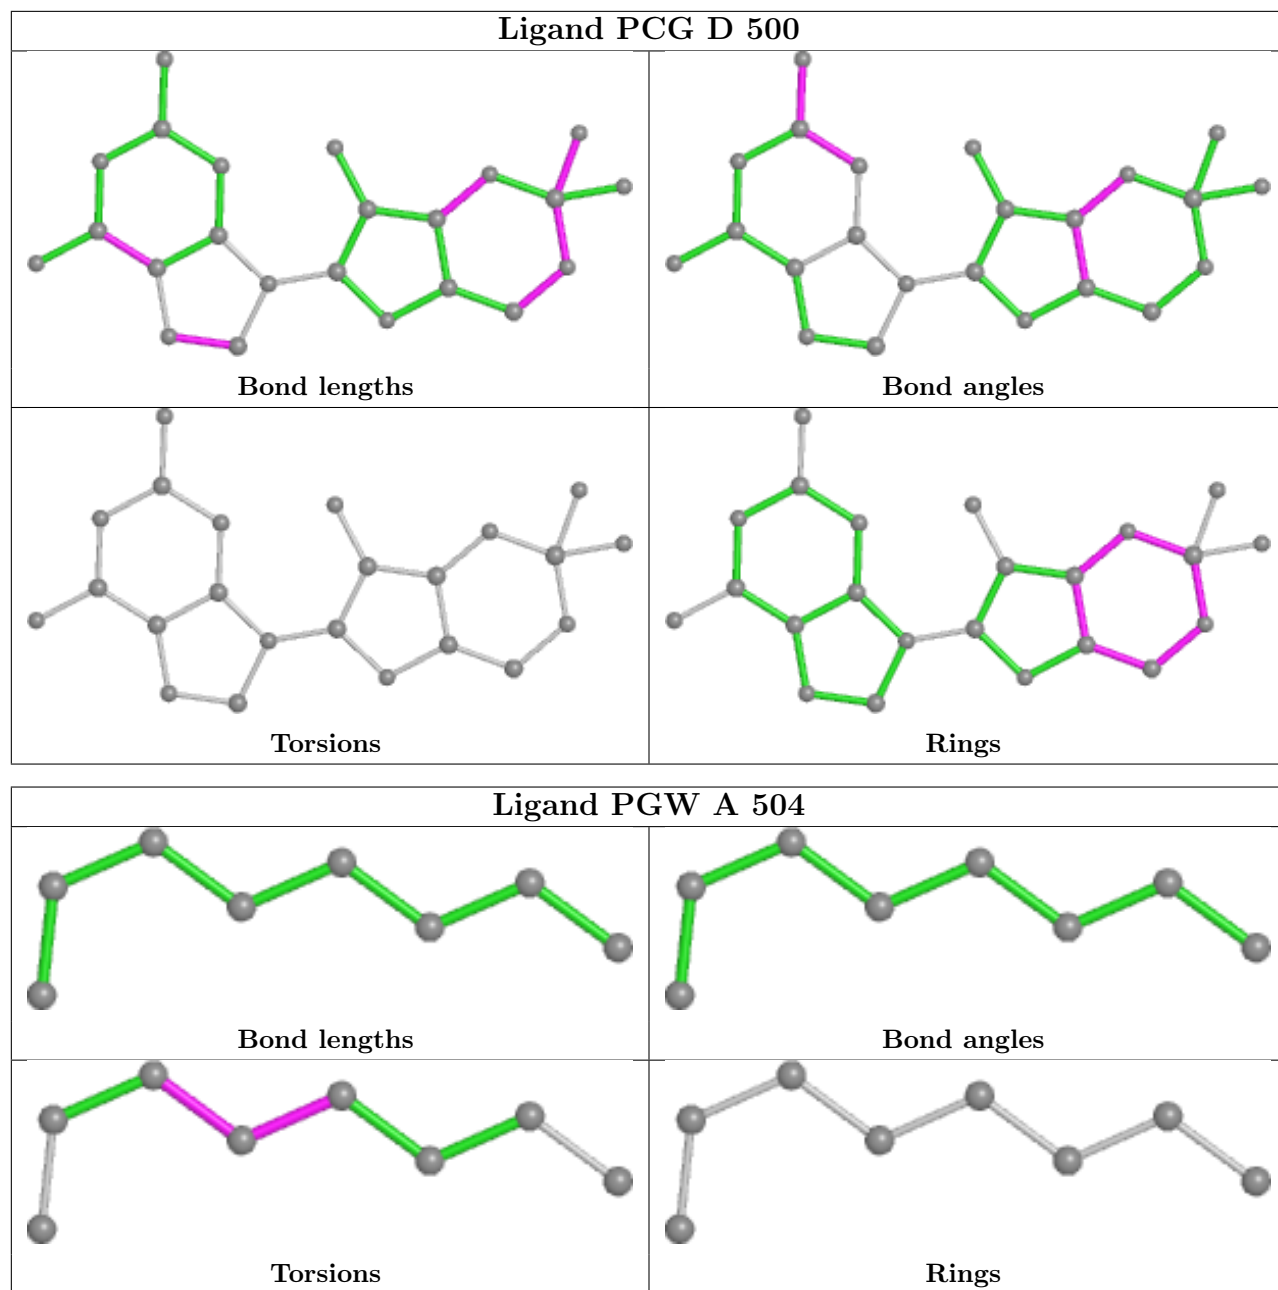 Ligand PCG D 500
Bond lengths
Bond angles
Torsions
Rings
Ligand PGW A 504
Bond lengths
Bond angles
Torsions
Rings